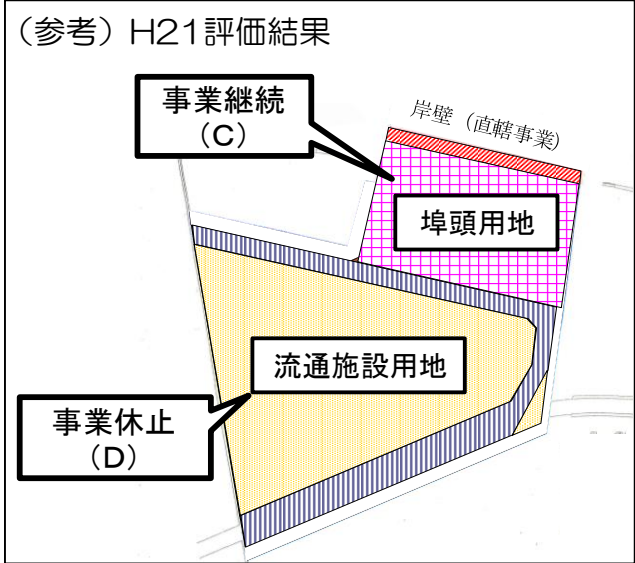 （参考）H21評価結果
事業継続
（C）
岸壁（直轄事業）
埠頭用地
流通施設用地
事業休止
（D）